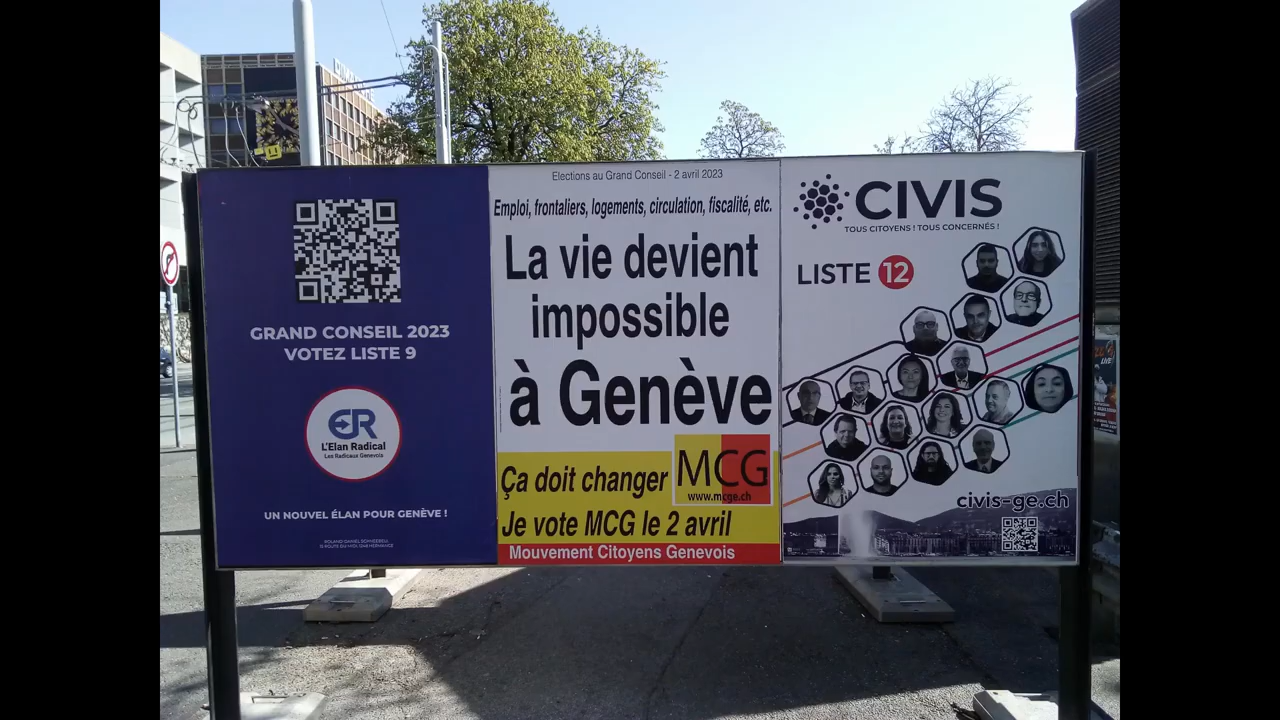 GRAND CONSEIL 2023
VOTEZ LISTE 9
ER
L'Elan Radical
Les Radicaux Genevois
UN NOUVEL ÉLAN POUR GENÈVE !
Elections au Grand Conseil - 2 avril 2023
Emploi, frontaliers, logements, circulation, fiscalité, etc.
La vie devient
impossible
à Genève
Ça doit changer
MCG
www.mcge.ch
Je vote MCG le 2 avril
Mouvement Citoyens Genevois
CIVIS
TOUS CITOYENS ! TOUS CONCERNÉS !
LISTE 12
civis-ge.ch